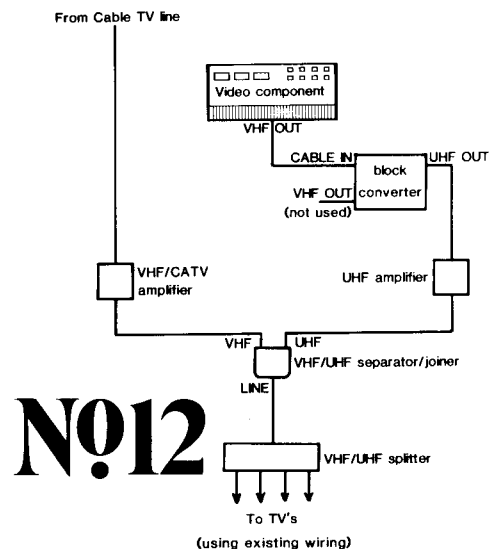 From Cable TV line
Video component
VHF OUT
CABLE IN
UHF OUT
block
converter
VHF OUT
(not used)
VHF/CATV
amplifier
UHF amplifier
VHF
UHF
VHF/UHF separator/joiner
LINE
No.12
VHF/UHF splitter
To TV's
(using existing wiring)